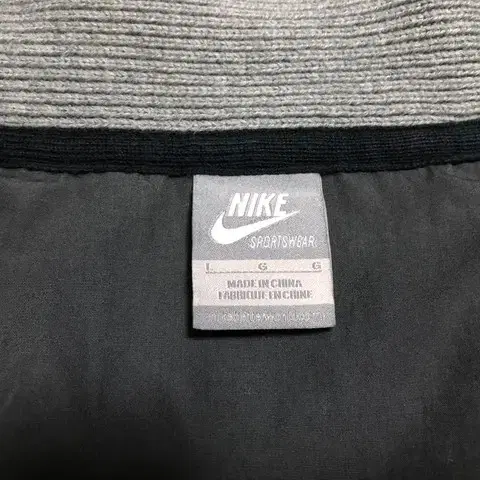 NIKE
SPORTSWEAR
L G G
MADE IN CHINA
FABRIQUE EN CHINE